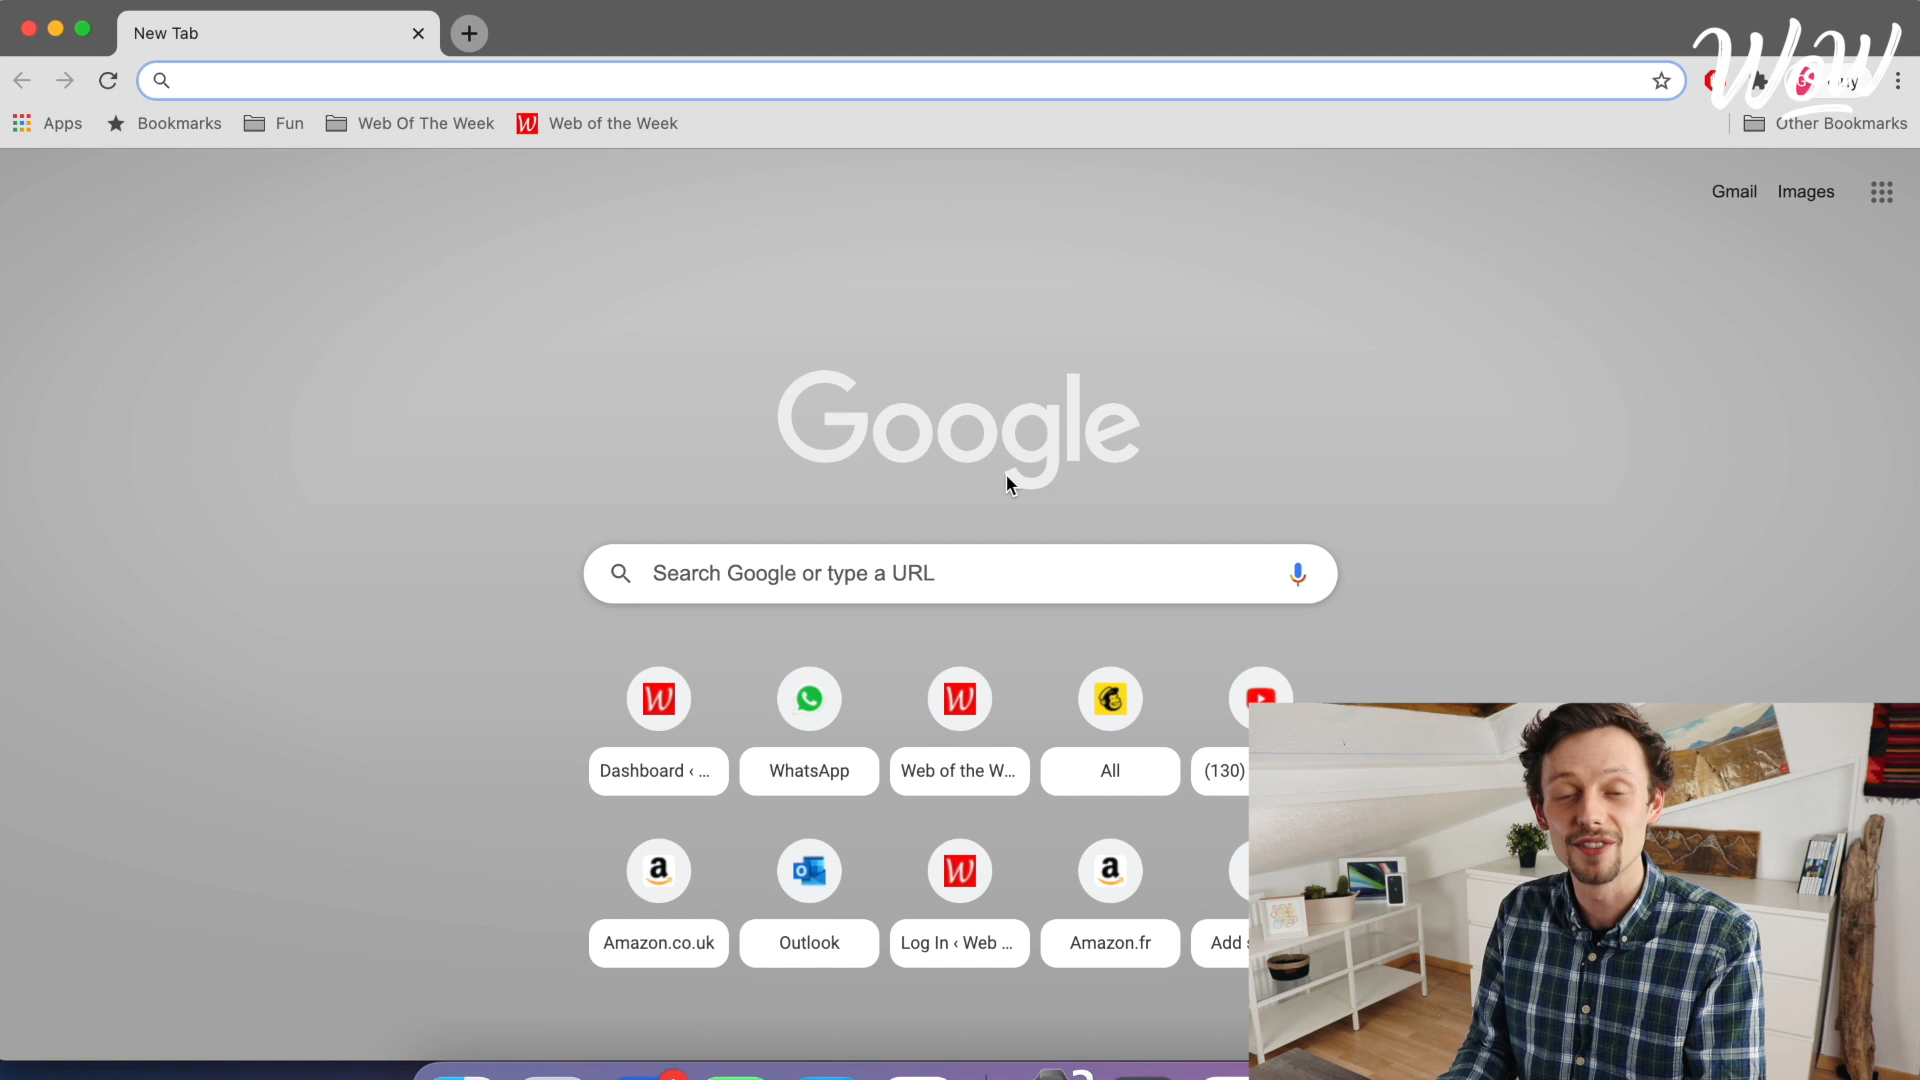 New Tab
WoW
Apps
Bookmarks
Fun
Web Of The Week
W
Web of the Week
Other Bookmarks
Gmail
Images
Google
Search Google or type a URL
W
W
Dashboard ‹ ...
WhatsApp
Web of the W...
All
(130)
a
W
a
Amazon.co.uk
Outlook
Log In ‹ Web ...
Amazon.fr
Add